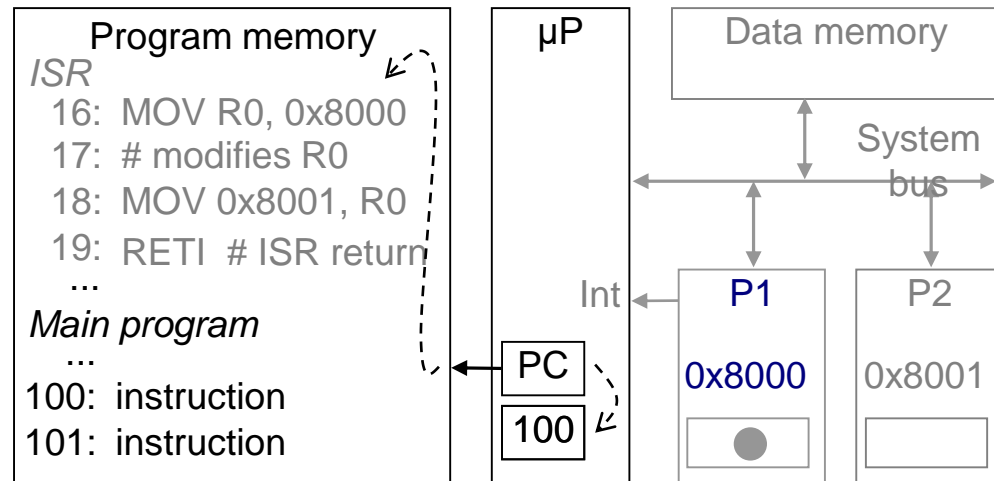 Program memory
ISR
16: MOV R0, 0x8000
17: # modifies R0
18: MOV 0x8001, R0
19: RETI # ISR return
...
Main program
...
100: instruction
101: instruction
μP
Int
PC
100
Data memory
System
bus
P1
0x8000
P2
0x8001